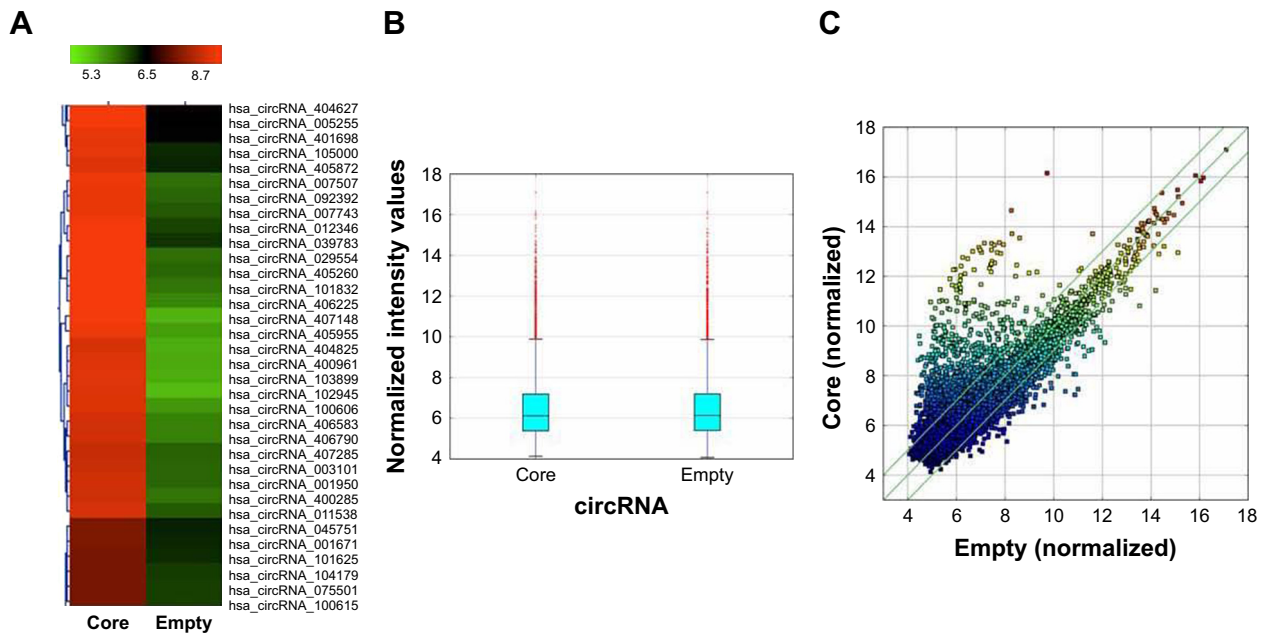 A
5.3 6.5 8.7
hsa_circRNA_404627
hsa_circRNA_005255
hsa_circRNA_401698
hsa_circRNA_105000
hsa_circRNA_405872
hsa_circRNA_007507
hsa_circRNA_092392
hsa_circRNA_007743
hsa_circRNA_012346
hsa_circRNA_039783
hsa_circRNA_029554
hsa_circRNA_405260
hsa_circRNA_101832
hsa_circRNA_406225
hsa_circRNA_407148
hsa_circRNA_405955
hsa_circRNA_404825
hsa_circRNA_400961
hsa_circRNA_103899
hsa_circRNA_102945
hsa_circRNA_100606
hsa_circRNA_406583
hsa_circRNA_406790
hsa_circRNA_407285
hsa_circRNA_003101
hsa_circRNA_001950
hsa_circRNA_400285
hsa_circRNA_011538
hsa_circRNA_045751
hsa_circRNA_001671
hsa_circRNA_101625
hsa_circRNA_104179
hsa_circRNA_075501
hsa_circRNA_100615
Core Empty
B
Normalized intensity values
18
16
14
12
10
8
6
4
Core Empty
circRNA
C
Core (normalized)
18
16
14
12
10
8
6
4
4 6 8 10 12 14 16 18
Empty (normalized)